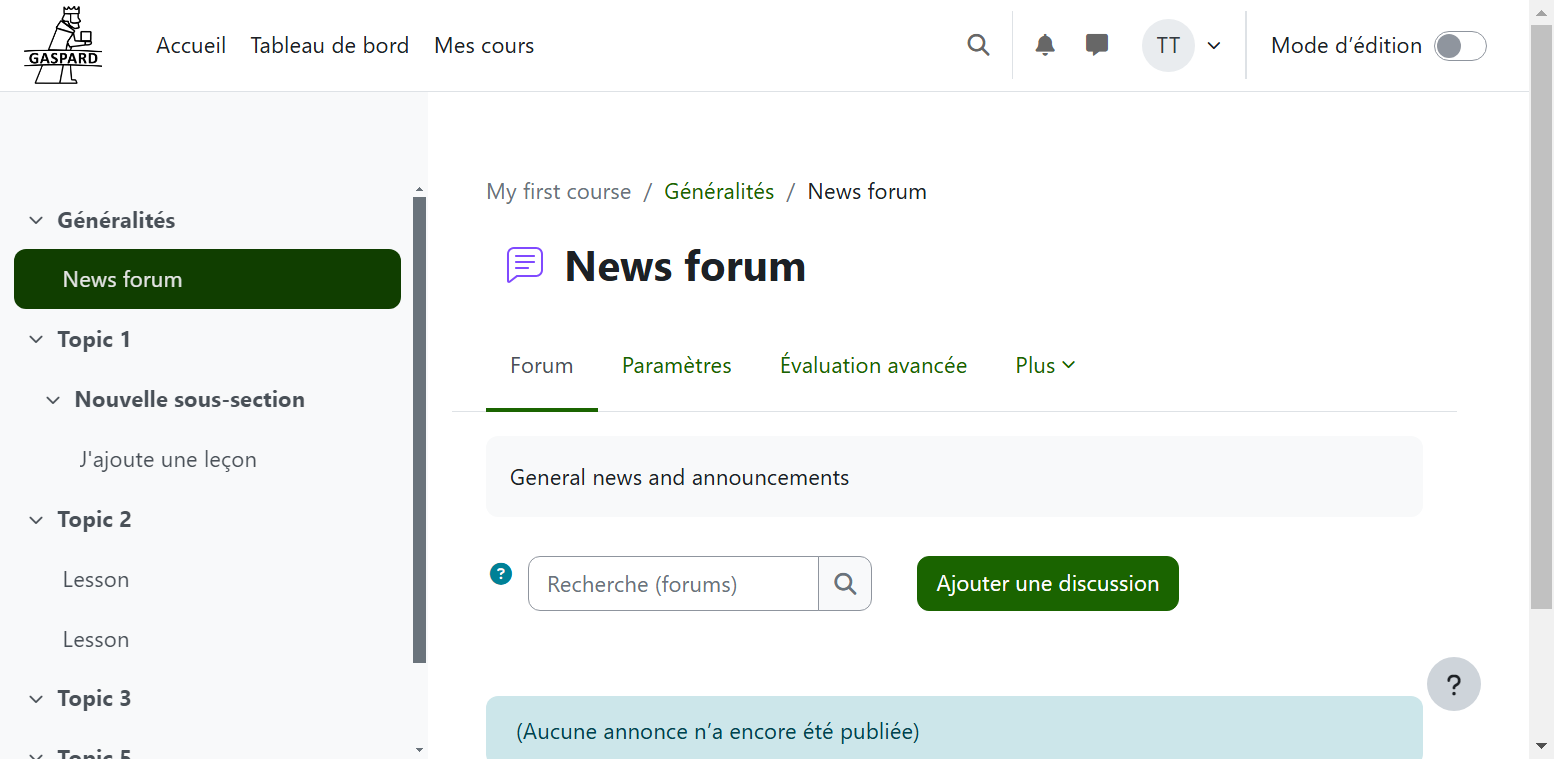 GASPARD
Accueil Tableau de bord Mes cours
TT
Mode d’édition
Généralités
News forum
Topic 1
Nouvelle sous-section
J'ajoute une leçon
Topic 2
Lesson
Lesson
Topic 3
Topic 5
My first course / Généralités / News forum
News forum
Forum Paramètres Évaluation avancée Plus
General news and announcements
? Recherche (forums) Ajouter une discussion
?
(Aucune annonce n’a encore été publiée)